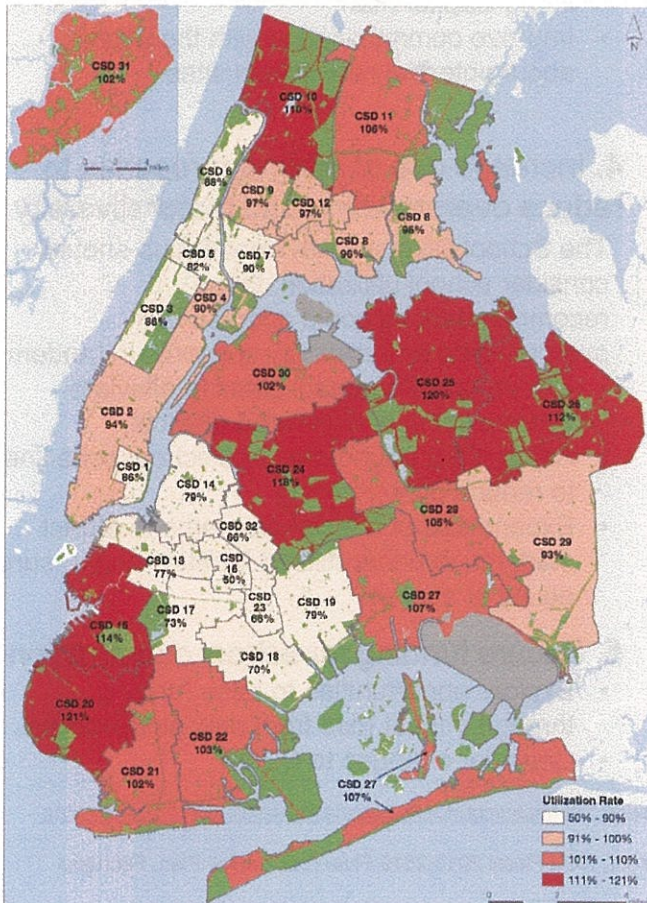 CSD 31
102%
N
CSD 10
CSD 11
106%
CSD 6
88%
CSD 9
97%
CSD 12
97%
CSD 8
96%
CSD 8
96%
CSD 5
82%
CSD 7
90%
CSD 3
86%
CSD 4
90%
CSD 30
102%
CSD 25
120%
CSD 26
112%
CSD 2
94%
CSD 1
86%
CSD 14
79%
CSD 24
118%
CSD 28
105%
CSD 32
66%
CSD 29
93%
CSD 13
77%
CSD
16
50%
CSD
23
66%
CSD 19
79%
CSD 27
107%
CSD 17
73%
CSD 15
114%
CSD 18
70%
CSD 20
121%
CSD 22
103%
CSD 21
102%
CSD 27
107%
Utilization Rate
50% - 90%
91% - 100%
101% - 110%
111% - 121%